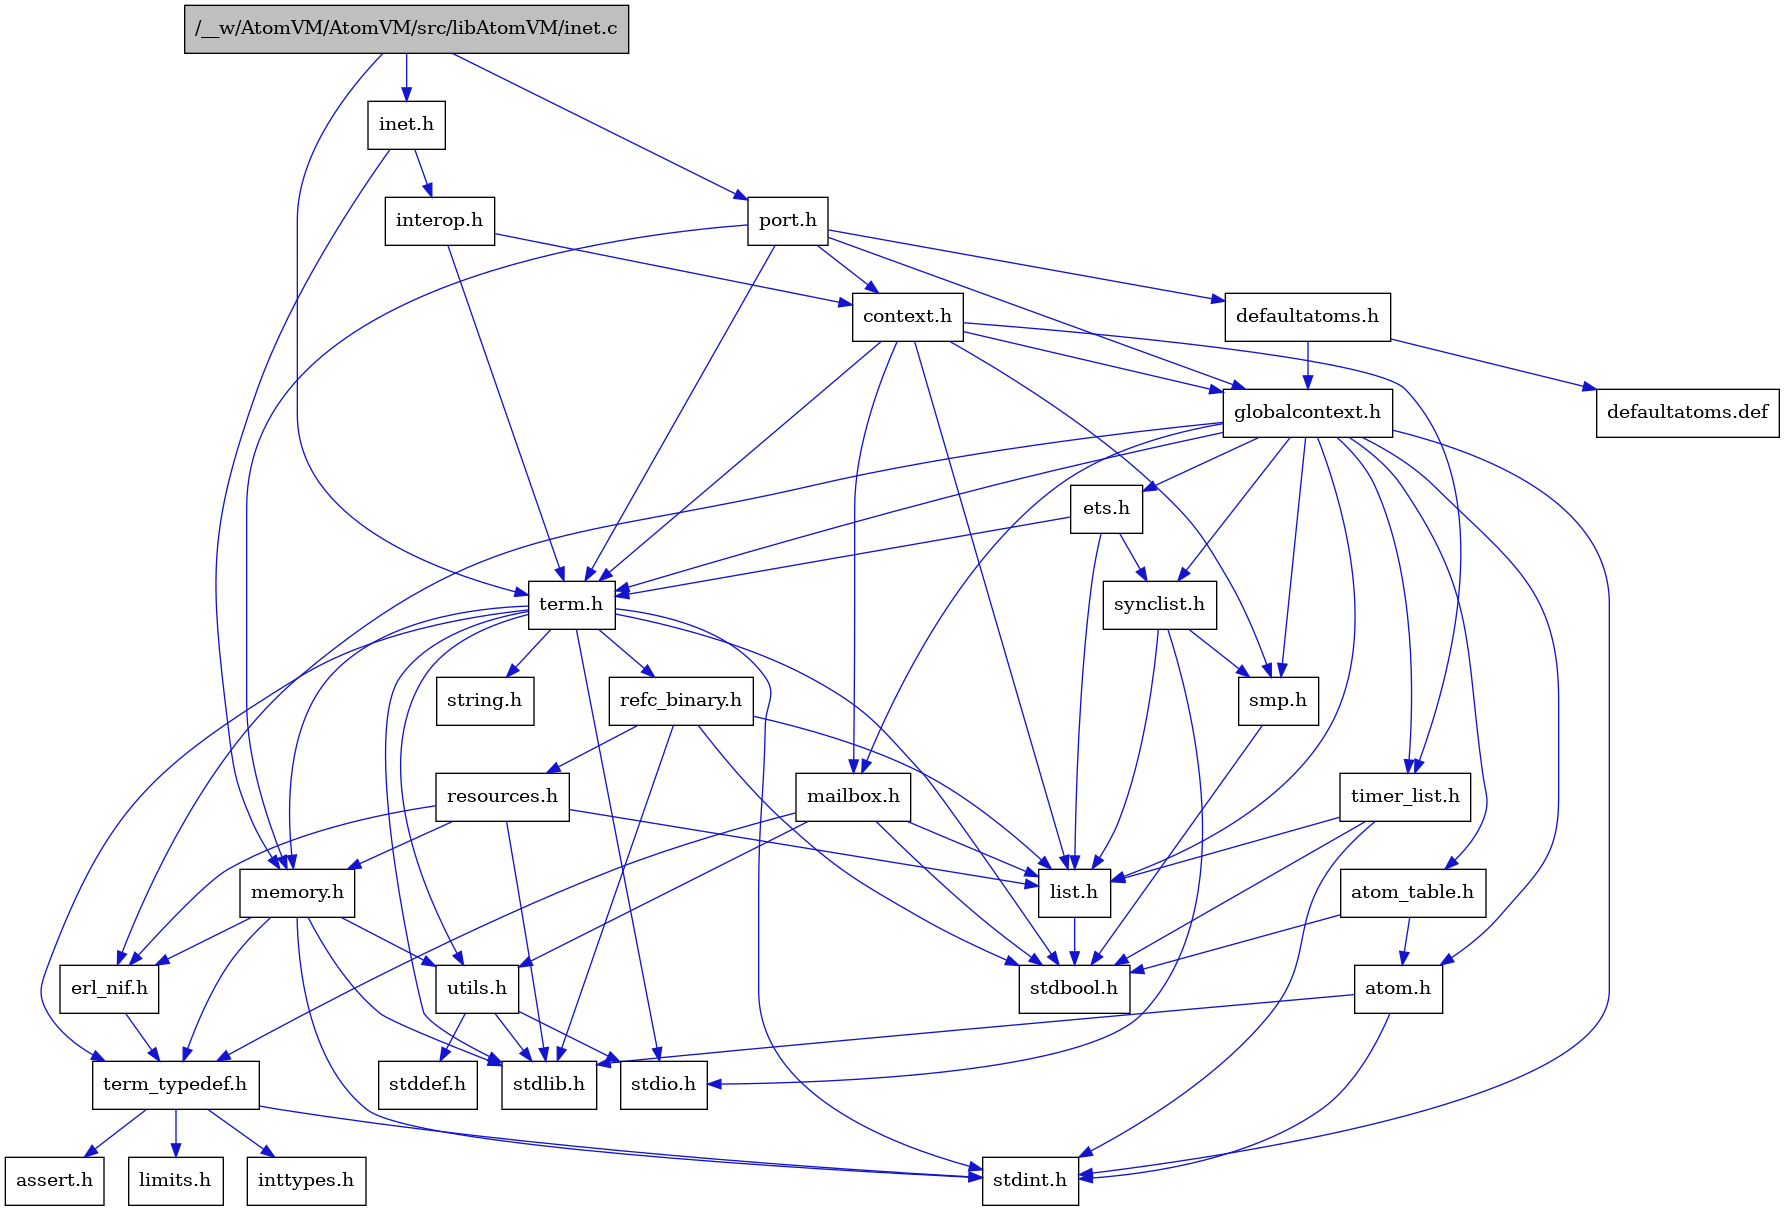 /__w/AtomVM/AtomVM/src/libAtomVM/inet.c
inet.h
interop.h
port.h
context.h
defaultatoms.h
globalcontext.h
defaultatoms.def
ets.h
term.h
synclist.h
string.h
refc_binary.h
smp.h
resources.h
mailbox.h
timer_list.h
memory.h
list.h
atom_table.h
erl_nif.h
utils.h
stdbool.h
atom.h
term_typedef.h
stddef.h
stdlib.h
stdio.h
assert.h
limits.h
inttypes.h
stdint.h